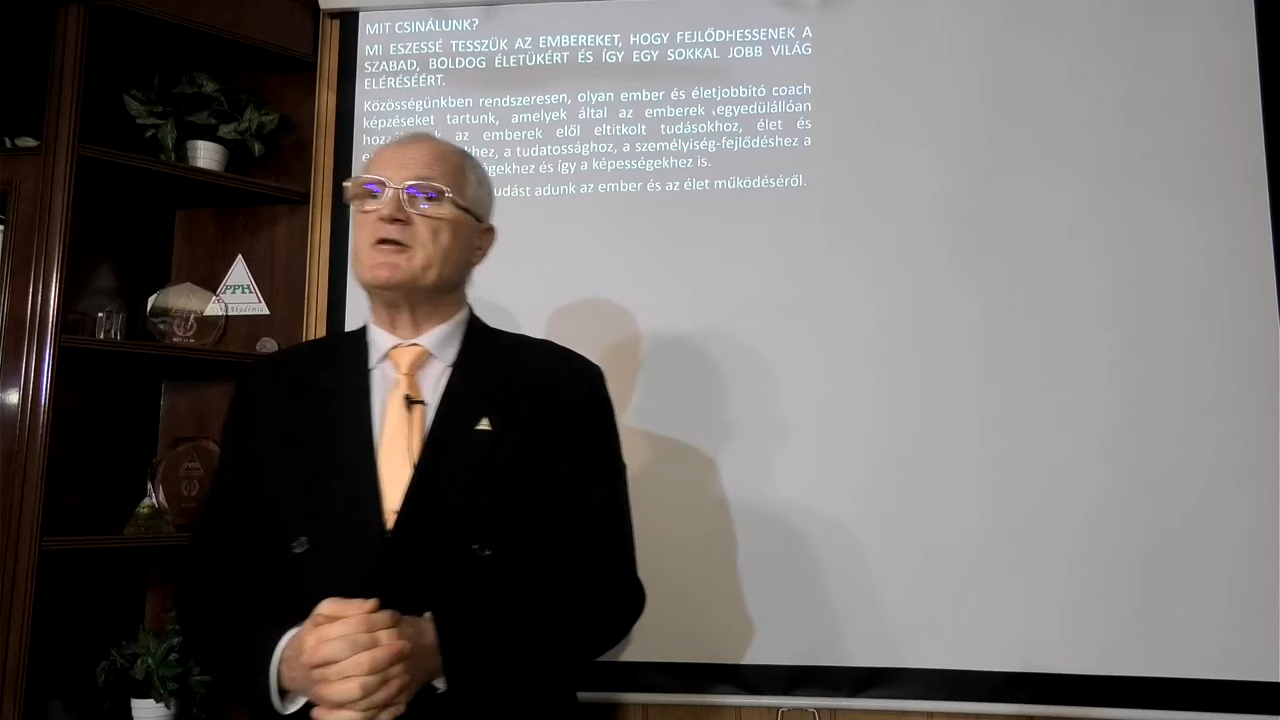 MIT CSINÁLUNK?
MI ESZESSÉ TESSZÜK AZ EMBEREKET, HOGY FEJLŐDHESSENEK A
SZABAD, BOLDOG ÉLETÜKÉRT ÉS ÍGY EGY SOKKAL JOBB VILÁG
ELÉRÉSÉÉRT.
Közösségünkben rendszeresen, olyan ember és életjobbító coach
képzéseket tartunk, amelyek által az emberek egyedülállóan
az emberek elől eltitkolt tudásokhoz, élet és
a tudatossághoz, a személyiség-fejlődéshez a
és így a képességekhez is.
adunk az ember és az élet működéséről.
PPH
Akadémia